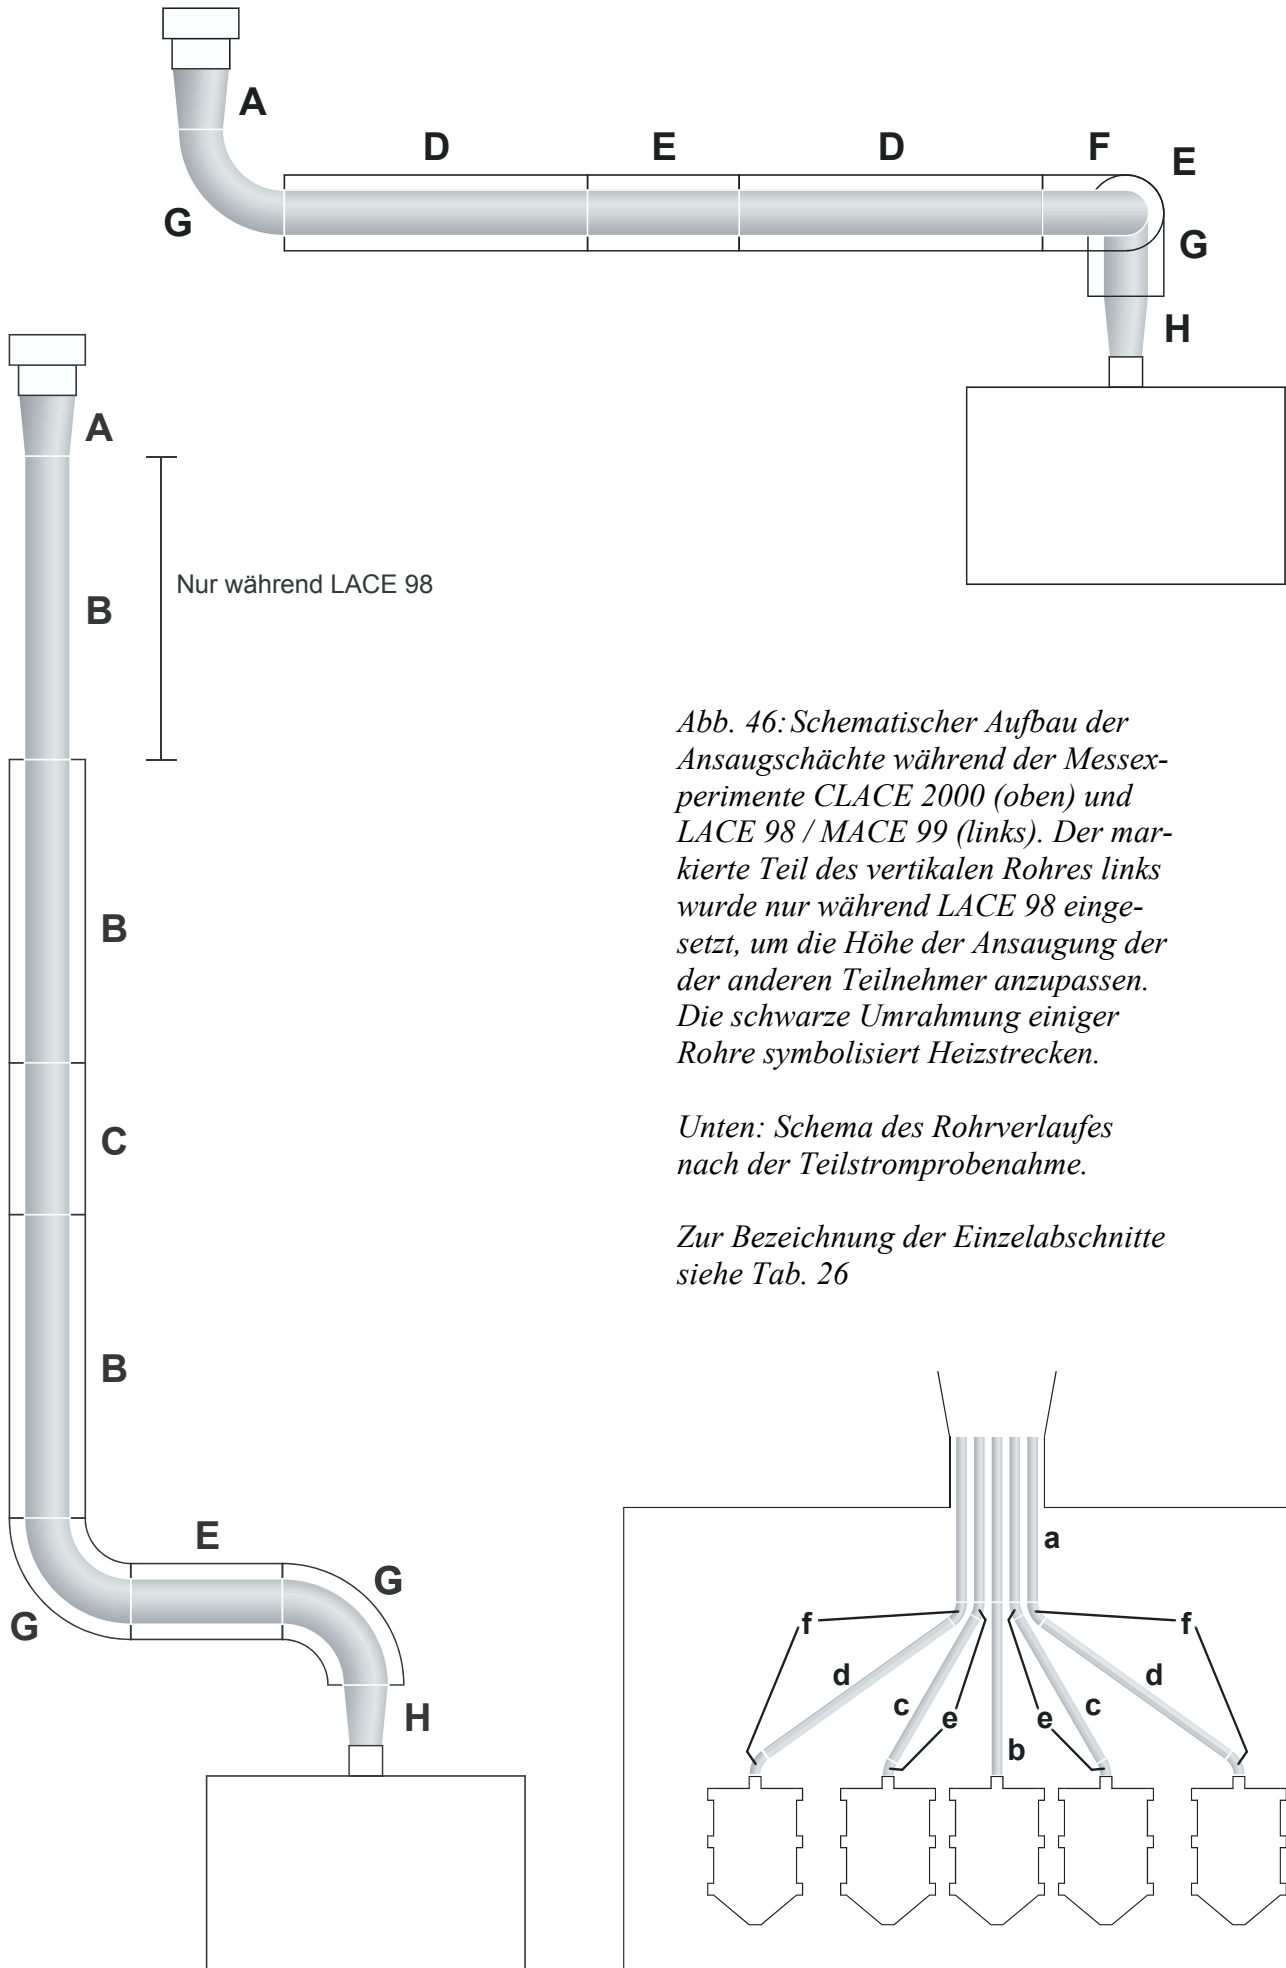 A
D
E
D
F
E
G
G
H
A
Nur während LACE 98
B
B
C
B
E
G
G
H
Abb. 46: Schematischer Aufbau der
Ansaugschächte während der Messex-
perimente CLACE 2000 (oben) und
LACE 98 / MACE 99 (links). Der mar-
kierte Teil des vertikalen Rohres links
wurde nur während LACE 98 einge-
setzt, um die Höhe der Ansaugung der
der anderen Teilnehmer anzupassen.
Die schwarze Umrahmung einiger
Rohre symbolisiert Heizstrecken.
Unten: Schema des Rohrverlaufes
nach der Teilstromprobenahme.
Zur Bezeichnung der Einzelabschnitte
siehe Tab. 26
a
f
f
d
d
c
e
e
c
b